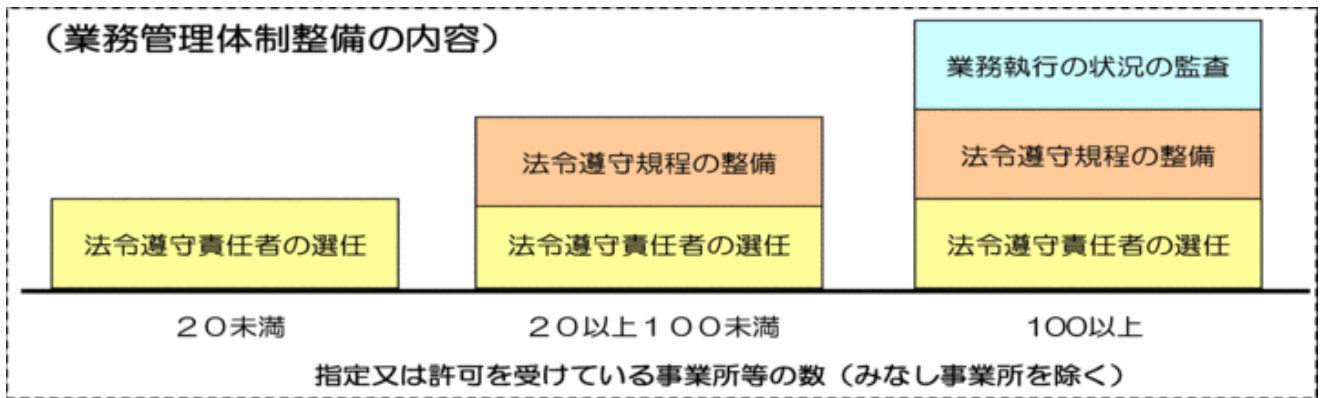 （業務管理体制整備の内容）
業務執行の状況の監査
法令遵守規程の整備
法令遵守規程の整備
法令遵守責任者の選任
法令遵守責任者の選任
法令遵守責任者の選任
２０未満
２０以上１００未満
100以上
指定又は許可を受けている事業所等の数（みなし事業所を除く）